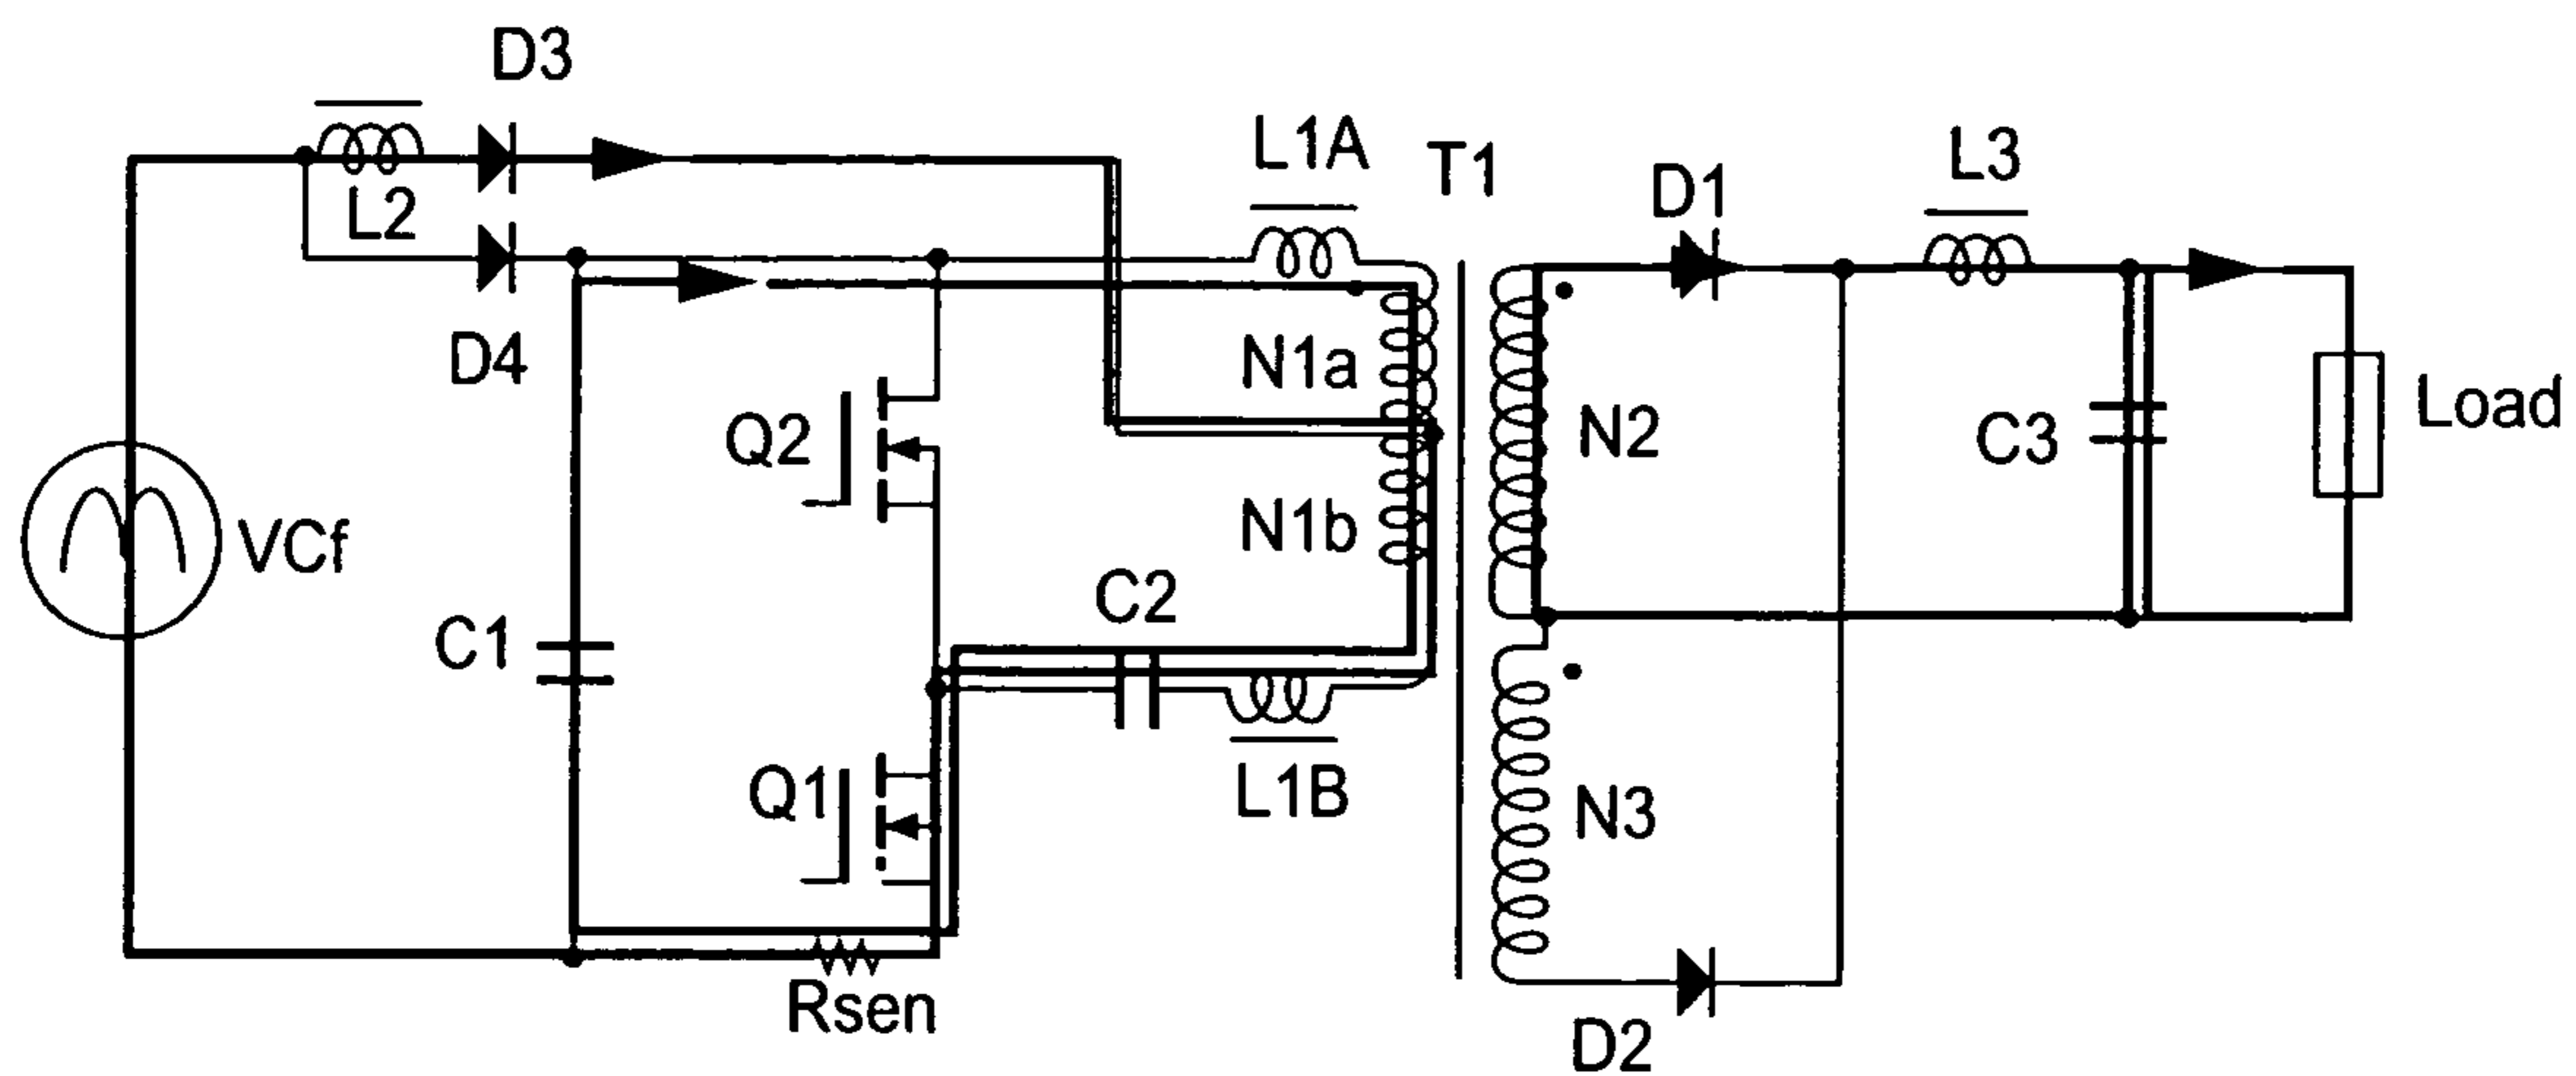 D3
L1A
T1
L3
D1
L2
D4
N1a
Q2
N2
C3
Load
VCf
N1b
C2
C1
Q1
L1B
N3
Rsen
D2